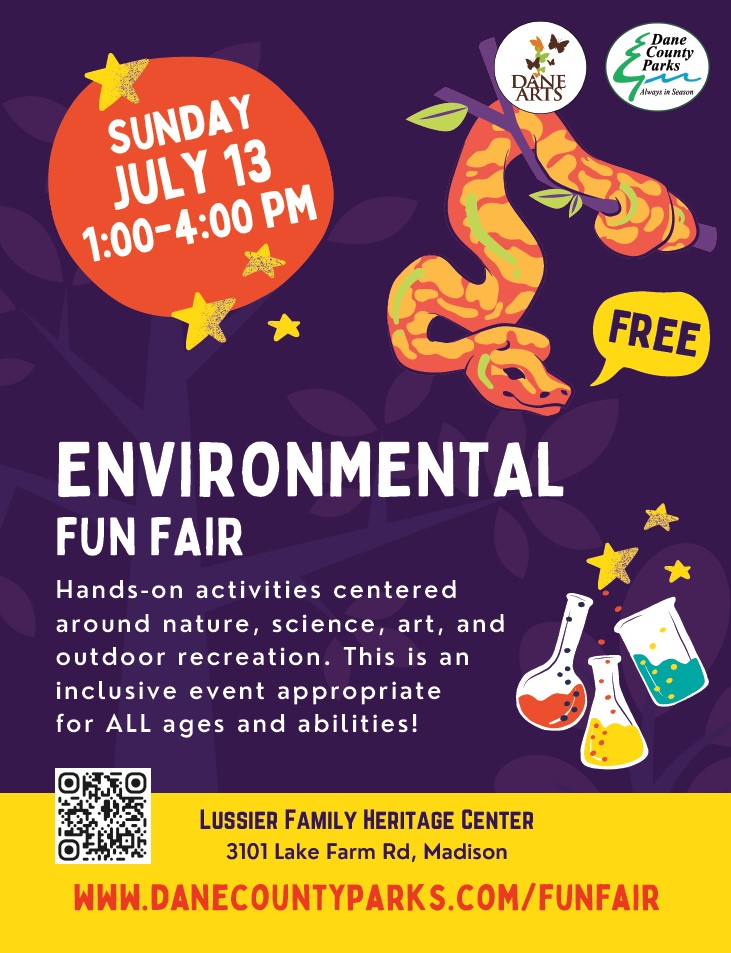 DANE
ARTS
Dane
County
Parks
Always in Season
SUNDAY
JULY 13
1:00-4:00 PM
FREE
ENVIRONMENTAL
FUN FAIR
Hands-on activities centered
around nature, science, art, and
outdoor recreation. This is an
inclusive event appropriate
for ALL ages and abilities!
LUSSIER FAMILY HERITAGE CENTER
3101 Lake Farm Rd, Madison
WWW.DANECOUNTYPARKS.COM/FUNFAIR